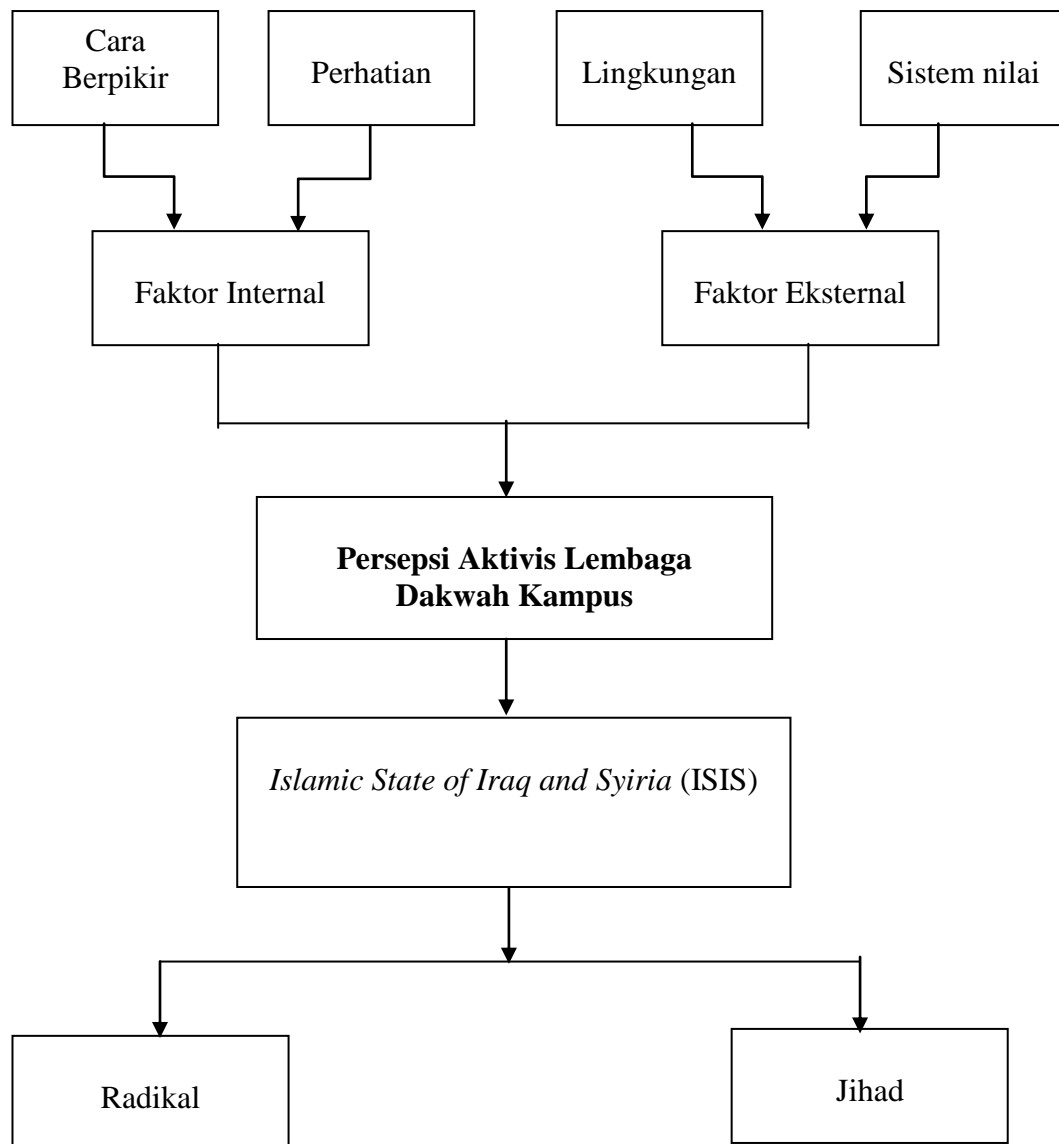 Cara
Berpikir
Perhatian
Lingkungan
Sistem nilai
Faktor Internal
Faktor Eksternal
Persepsi Aktivis Lembaga
Dakwah Kampus
Islamic State of Iraq and Syiria (ISIS)
Radikal
Jihad